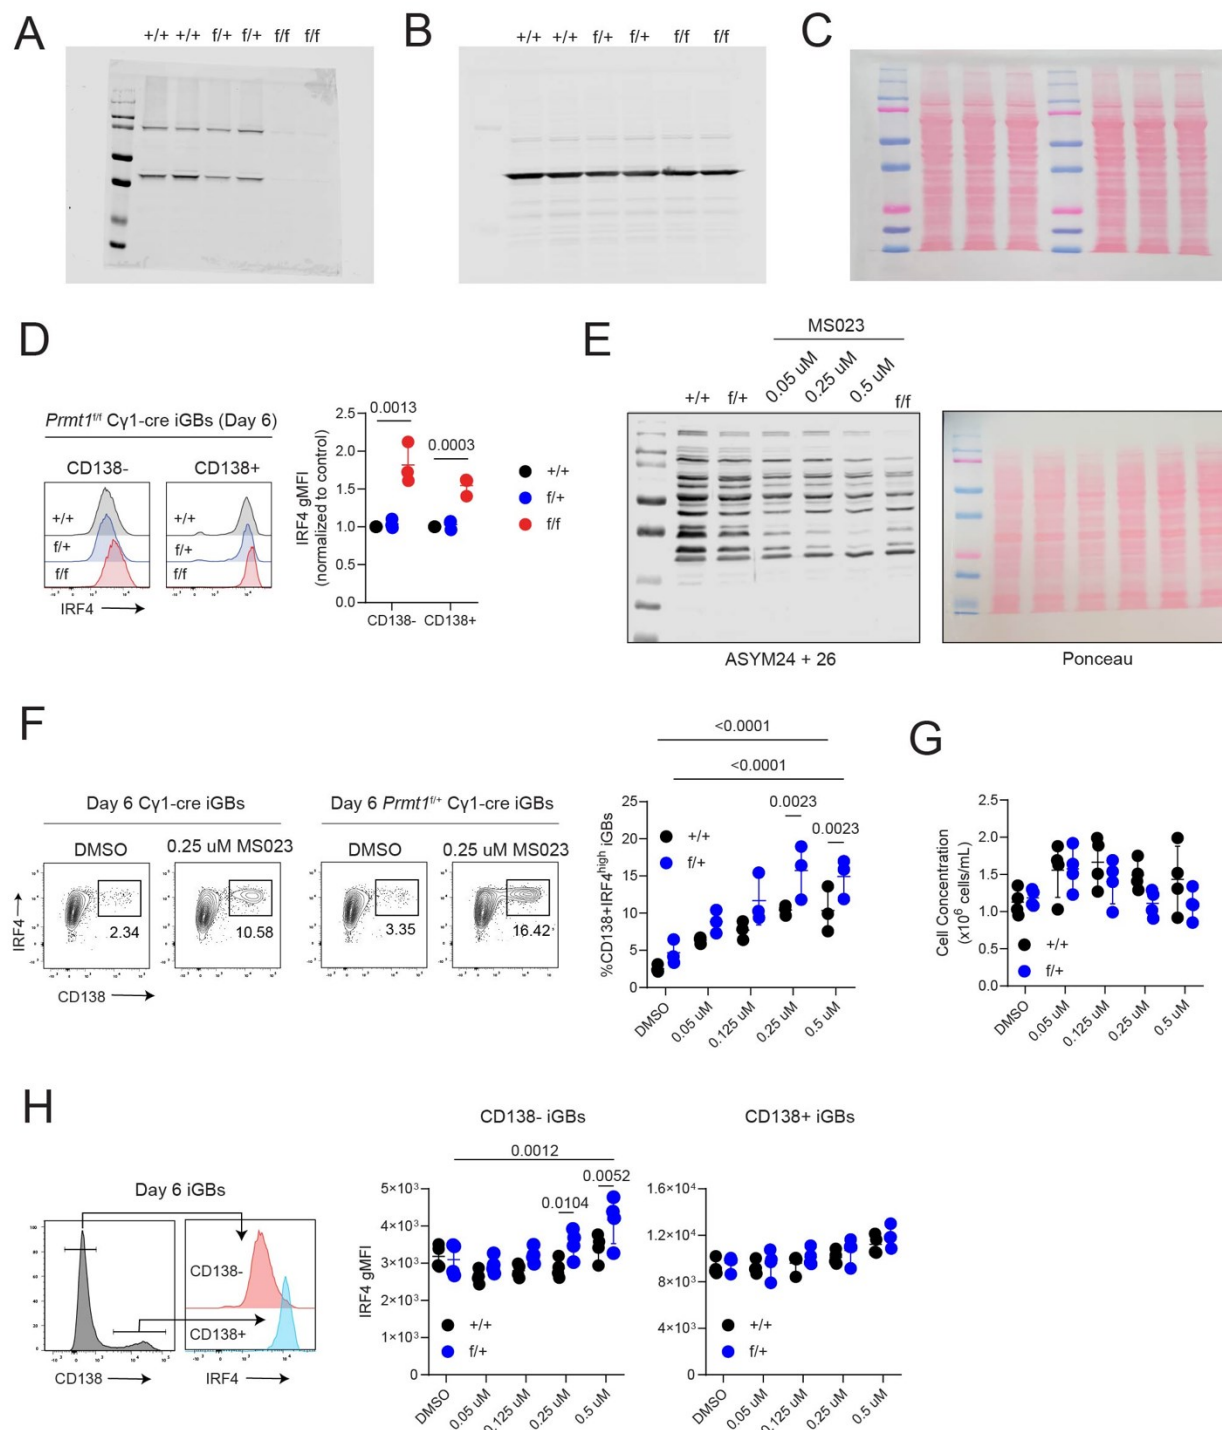 A
+/+ +/+ f/+ f/+ f/f f/f
B
+/+ +/+ f/+ f/+ f/f f/f
C
D
Prmt1f/f Cγ1-cre iGBs (Day 6)
CD138-
CD138+
+/+
f/+
f/f
+/+
f/+
f/f
IRF4
IRF4 gMFI
(normalized to control)
2.5
2.0
1.5
1.0
0.5
0.0
0.0013
0.0003
CD138- CD138+
+/+
f/+
f/f
E
MS023
+/+ f/+ 0.05 uM 0.25 uM 0.5 uM f/f
ASYM24 + 26
Ponceau
F
Day 6 Cγ1-cre iGBs
DMSO
0.25 uM MS023
2.34
10.58
IRF4
CD138
Day 6 Prmt1f/+ Cγ1-cre iGBs
DMSO
0.25 uM MS023
3.35
16.42
<0.0001
<0.0001
0.0023
0.0023
%CD138+IRF4high iGBs
25
20
15
10
5
0
+/+
f/+
DMSO
0.05 uM
0.125 uM
0.25 uM
0.5 uM
G
Cell Concentration
(x10⁶ cells/mL)
2.5
2.0
1.5
1.0
0.5
0.0
+/+
f/+
DMSO
0.05 uM
0.125 uM
0.25 uM
0.5 uM
H
Day 6 iGBs
100
80
60
40
20
0
CD138
CD138-
CD138+
IRF4
CD138- iGBs
0.0012
0.0104
0.0052
IRF4 gMFI
5×10³
4×10³
3×10³
2×10³
1×10³
0
+/+
f/+
DMSO
0.05 uM
0.125 uM
0.25 uM
0.5 uM
CD138+ iGBs
1.6×10⁴
1.2×10⁴
8×10³
4×10³
0
+/+
f/+
DMSO
0.05 uM
0.125 uM
0.25 uM
0.5 uM